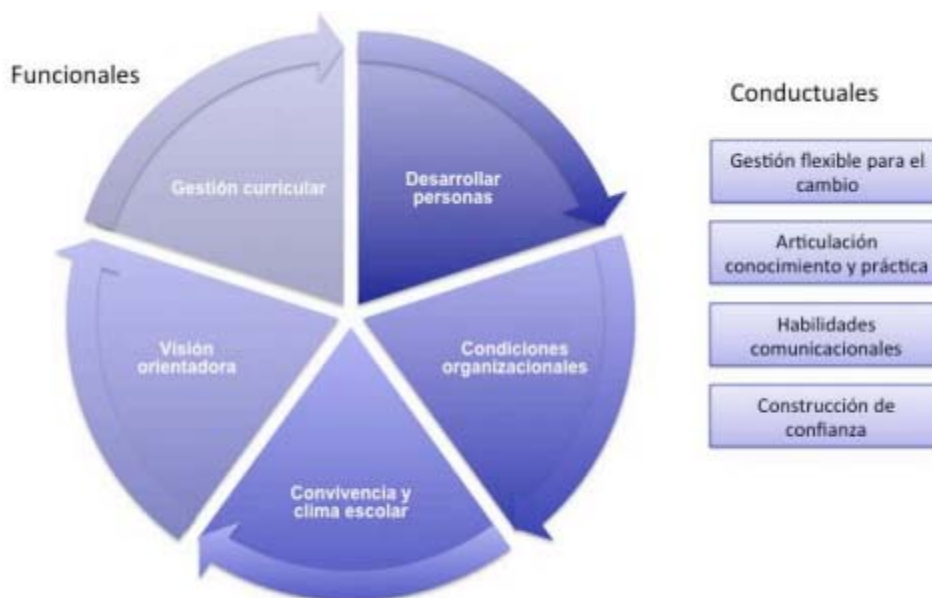 Funcionales
Gestión curricular
Desarrollar
personas
Condiciones
organizacionales
Convivencia y
clima escolar
Visión
orientadora
Conductuales
Gestión flexible para el
cambio
Articulación
conocimiento y práctica
Habilidades
comunicacionales
Construcción de
confianza